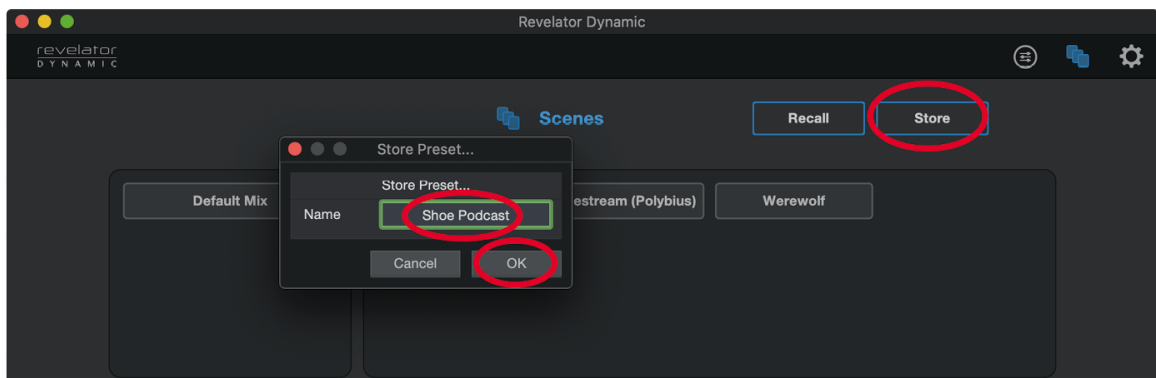 Revelator Dynamic
revelator
DYNAMIC
Scenes
Recall
Store
Store Preset...
Store Preset...
Name
Shoe Podcast
Cancel
OK
Default Mix
estream (Polybius)
Werewolf